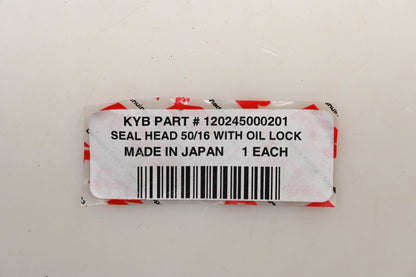 KYB PART # 120245000201
SEAL HEAD 50/16 WITH OIL LOCK
MADE IN JAPAN 1 EACH